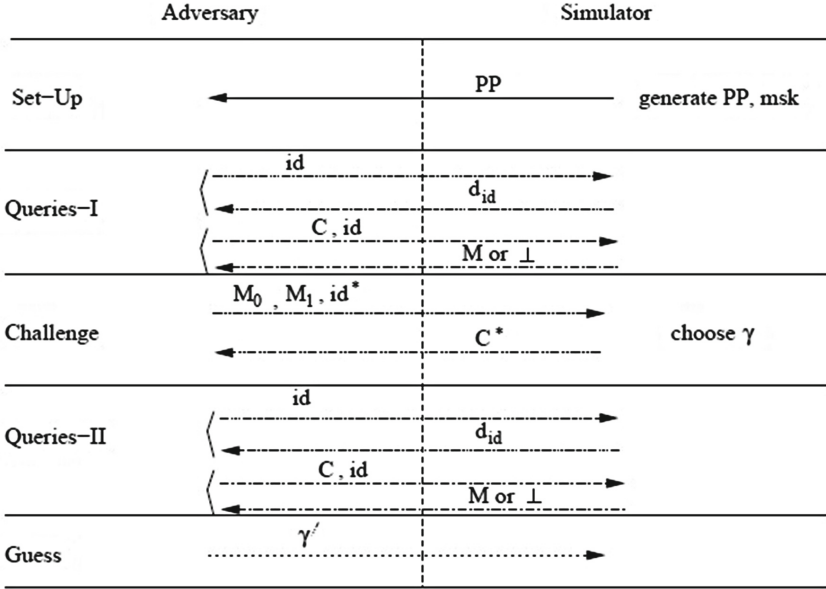 Adversary Simulator
Set-Up PP generate PP, msk
id
d_id
Queries-I
C, id
M or ⊥
M_0, M_1, id*
Challenge C* choose γ
id
Queries-II d_id
C, id
M or ⊥
γ′
Guess